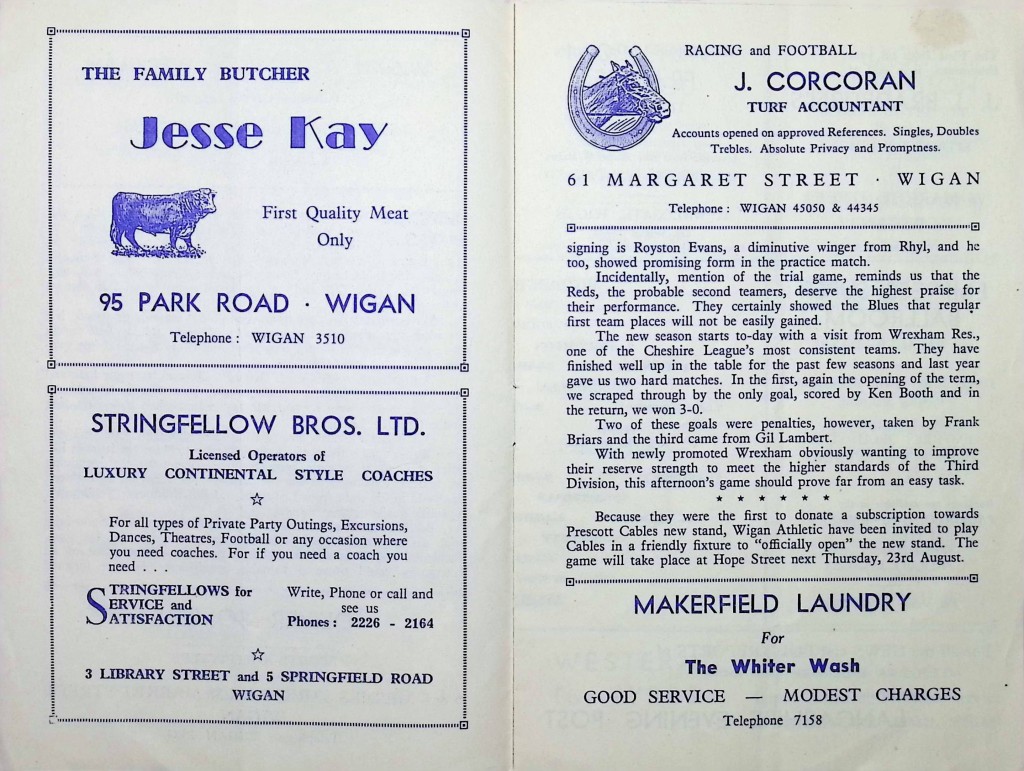 THE FAMILY BUTCHER
Jesse Kay
First Quality Meat
Only
95 PARK ROAD · WIGAN
Telephone : WIGAN 3510
STRINGFELLOW BROS. LTD.
Licensed Operators of
LUXURY CONTINENTAL STYLE COACHES
☆
For all types of Private Party Outings, Excursions,
Dances, Theatres, Football or any occasion where
you need coaches. For if you need a coach you
need . . .
STRINGFELLOWS for
SERVICE and
SATISFACTION
Write, Phone or call and
see us
Phones : 2226 - 2164
☆
3 LIBRARY STREET and 5 SPRINGFIELD ROAD
WIGAN
RACING and FOOTBALL
J. CORCORAN
TURF ACCOUNTANT
Accounts opened on approved References. Singles, Doubles
Trebles. Absolute Privacy and Promptness.
61 MARGARET STREET · WIGAN
Telephone : WIGAN 45050 & 44345
signing is Royston Evans, a diminutive winger from Rhyl, and he
too, showed promising form in the practice match.
Incidentally, mention of the trial game, reminds us that the
Reds, the probable second teamers, deserve the highest praise for
their performance. They certainly showed the Blues that regular
first team places will not be easily gained.
The new season starts to-day with a visit from Wrexham Res.,
one of the Cheshire League's most consistent teams. They have
finished well up in the table for the past few seasons and last year
gave us two hard matches. In the first, again the opening of the term,
we scraped through by the only goal, scored by Ken Booth and in
the return, we won 3-0.
Two of these goals were penalties, however, taken by Frank
Briars and the third came from Gil Lambert.
With newly promoted Wrexham obviously wanting to improve
their reserve strength to meet the higher standards of the Third
Division, this afternoon's game should prove far from an easy task.
★ ★ ★ ★ ★ ★
Because they were the first to donate a subscription towards
Prescott Cables new stand, Wigan Athletic have been invited to play
Cables in a friendly fixture to "officially open" the new stand. The
game will take place at Hope Street next Thursday, 23rd August.
MAKERFIELD LAUNDRY
For
The Whiter Wash
GOOD SERVICE — MODEST CHARGES
Telephone 7158